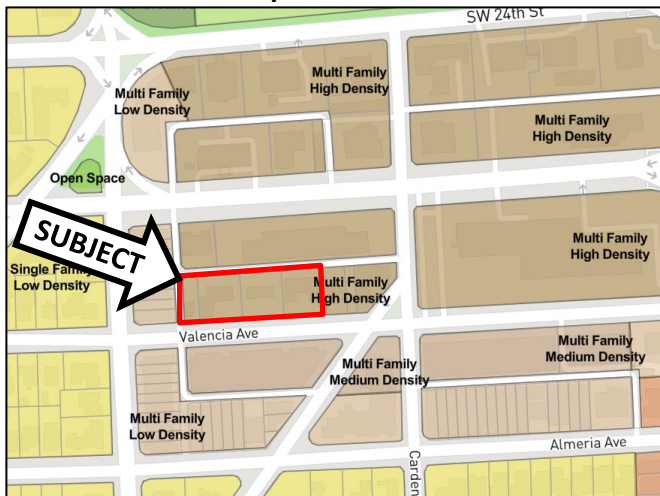 SW 24th St
Multi Family
High Density
Multi Family
Low Density
Multi Family
High Density
Open Space
SUBJECT
Multi Family
High Density
Single Family
Low Density
Multi Family
High Density
Valencia Ave
Multi Family
Medium Density
Multi Family
Medium Density
Multi Family
Low Density
Almeria Ave
Carden